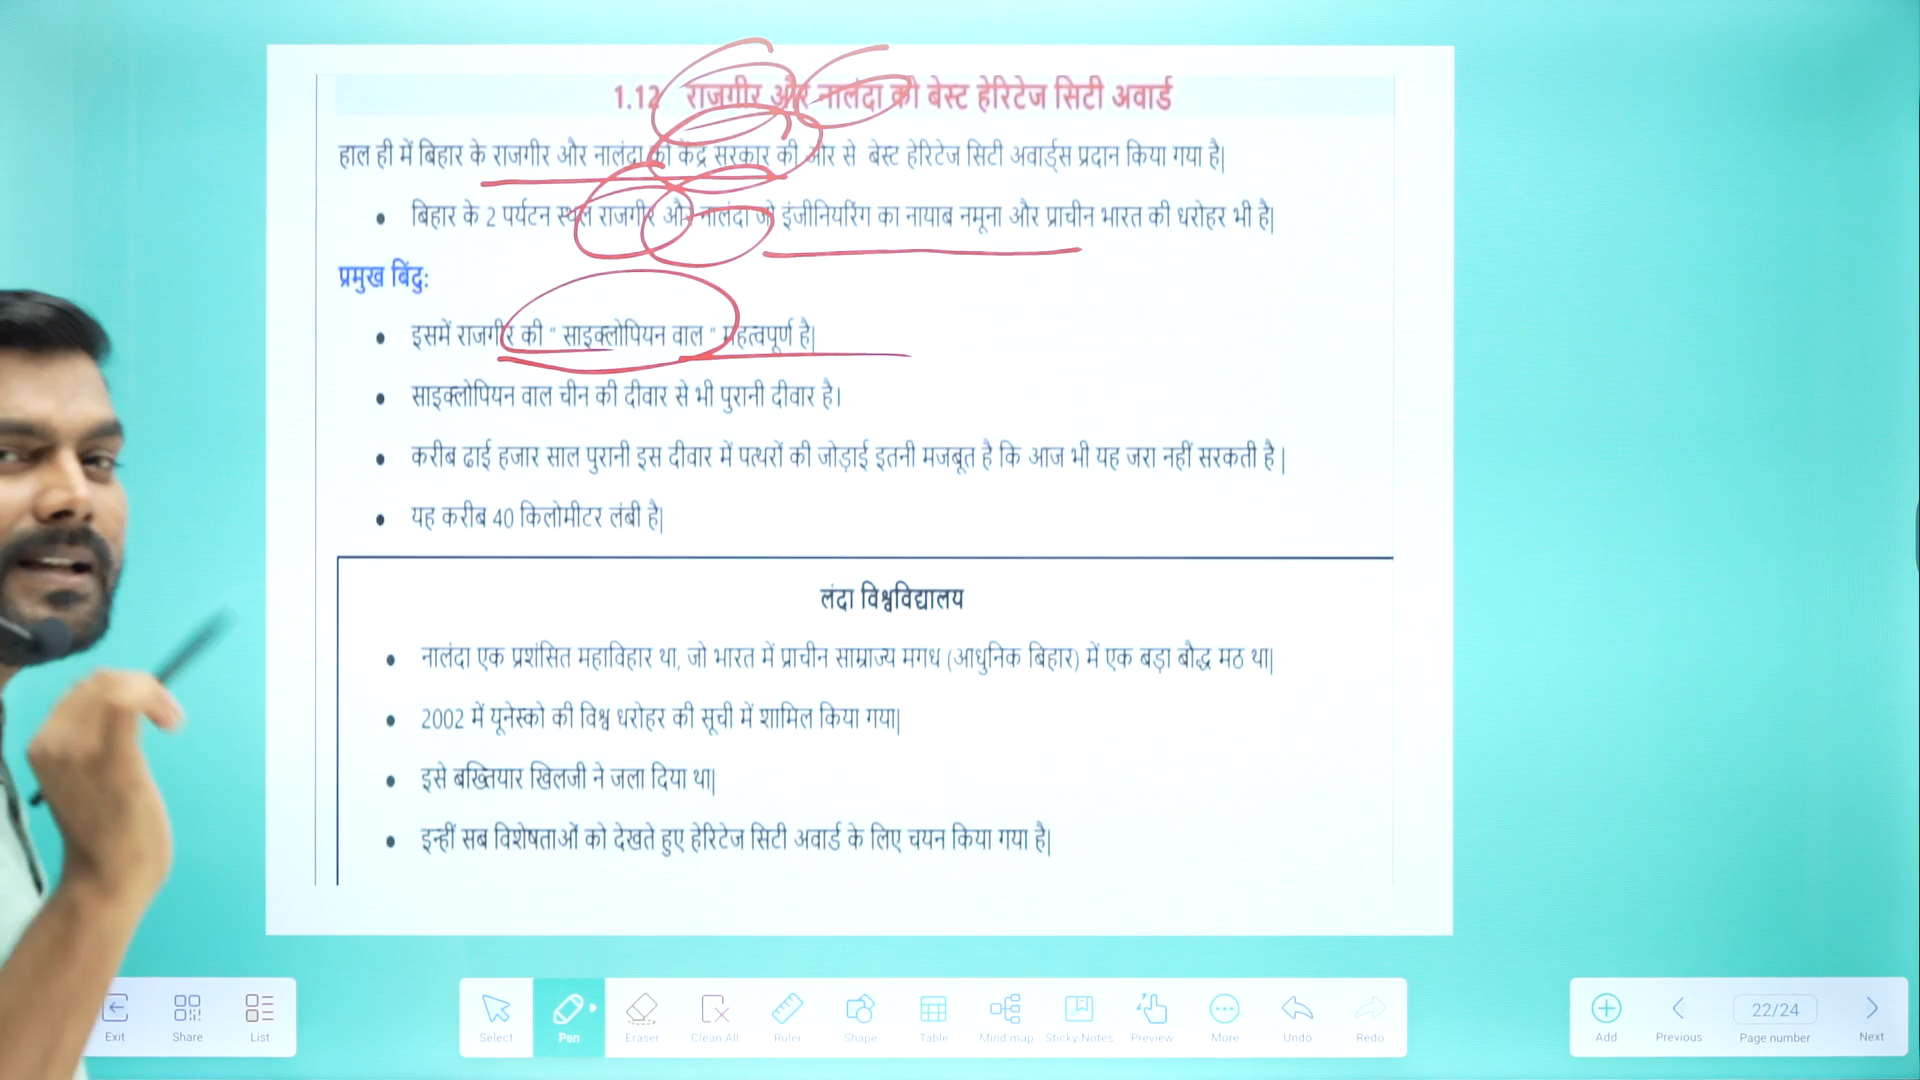 1.12 राजगीर और नालंदा को बेस्ट हेरिटेज सिटी अवार्ड
हाल ही में बिहार के राजगीर और नालंदा को केंद्र सरकार की ओर से बेस्ट हेरिटेज सिटी अवार्ड्स प्रदान किया गया है|
• बिहार के 2 पर्यटन स्थल राजगीर और नालंदा जो इंजीनियरिंग का नायाब नमूना और प्राचीन भारत की धरोहर भी है|
प्रमुख बिंदु:
• इसमें राजगीर की " साइक्लोपियन वाल " महत्वपूर्ण है|
• साइक्लोपियन वाल चीन की दीवार से भी पुरानी दीवार है।
• करीब ढाई हजार साल पुरानी इस दीवार में पत्थरों की जोड़ाई इतनी मजबूत है कि आज भी यह जरा नहीं सरकती है |
• यह करीब 40 किलोमीटर लंबी है|
लंदा विश्वविद्यालय
• नालंदा एक प्रशंसित महाविहार था, जो भारत में प्राचीन साम्राज्य मगध (आधुनिक बिहार) में एक बड़ा बौद्ध मठ था|
• 2002 में यूनेस्को की विश्व धरोहर की सूची में शामिल किया गया|
• इसे बख्तियार खिलजी ने जला दिया था|
• इन्हीं सब विशेषताओं को देखते हुए हेरिटेज सिटी अवार्ड के लिए चयन किया गया है|
Exit Share List Select Pen Eraser Clean All Ruler Shape Table Mind map Sticky Notes Preview More Undo Redo Add Previous 22/24 Page number Next